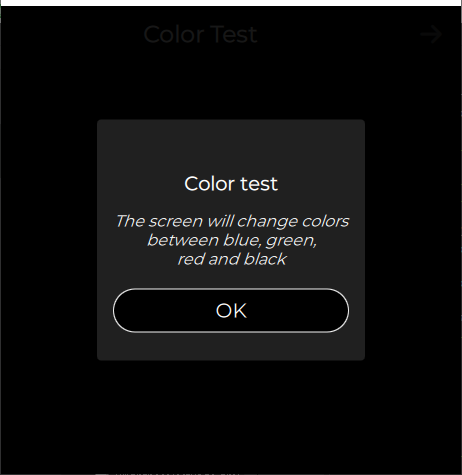 Color Test
Color test
The screen will change colors
between blue, green,
red and black
OK